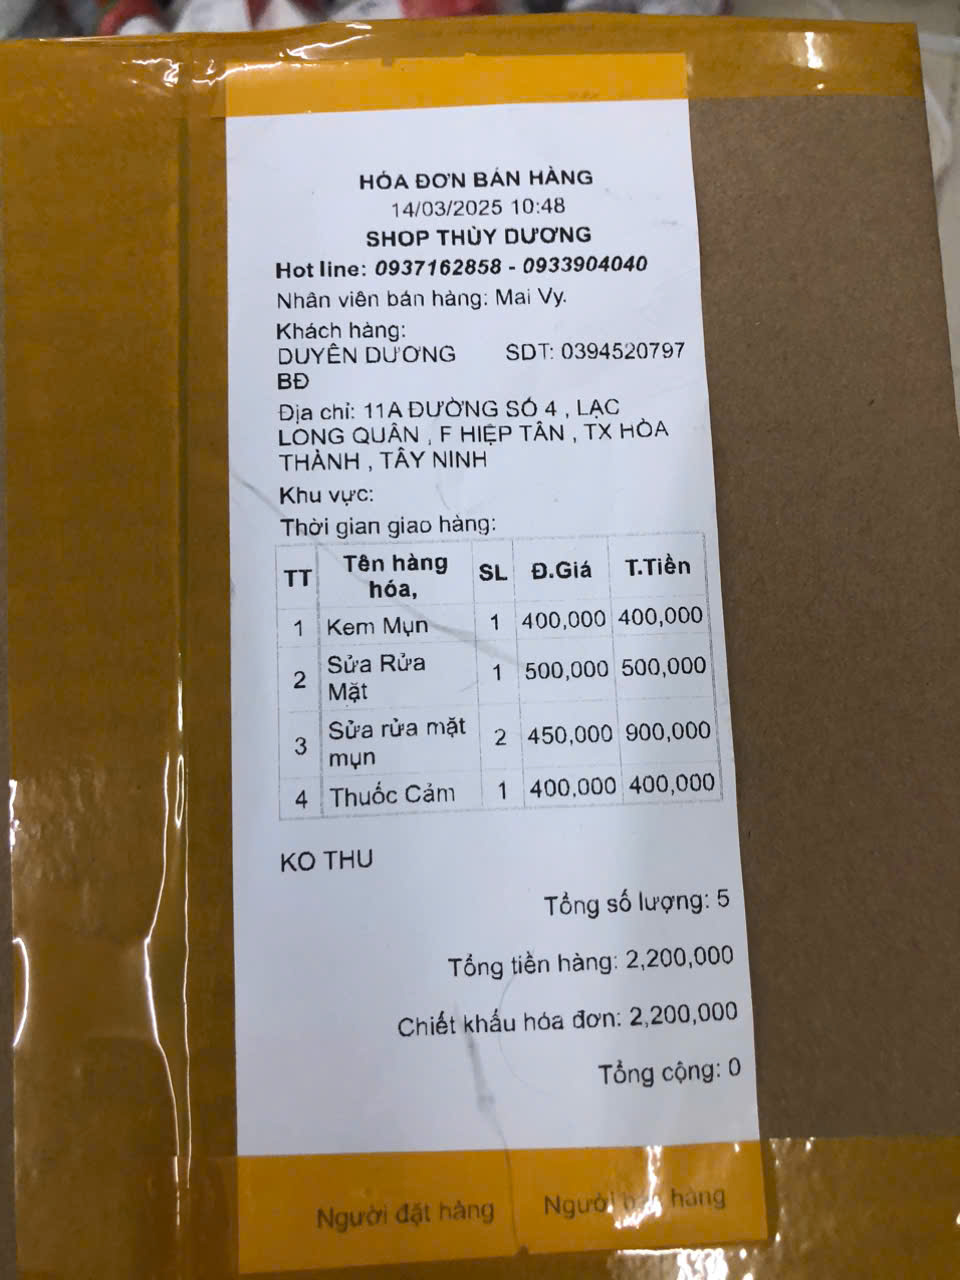 HÓA ĐƠN BÁN HÀNG
14/03/2025 10:48
SHOP THÙY DƯƠNG
Hot line: 0937162858 - 0933904040
Nhân viên bán hàng: Mai Vy.
Khách hàng:
DUYÊN DƯƠNG SDT: 0394520797
BĐ
Địa chỉ: 11A ĐƯỜNG SỐ 4 , LẠC
LONG QUÂN , F HIỆP TÂN , TX HÒA
THÀNH , TÂY NINH
Khu vực:
Thời gian giao hàng:
TT Tên hàng hóa, SL Đ.Giá T.Tiền
1 Kem Mụn 1 400,000 400,000
2 Sửa Rửa Mặt 1 500,000 500,000
3 Sửa rửa mặt mụn 2 450,000 900,000
4 Thuốc Cảm 1 400,000 400,000
KO THU
Tổng số lượng: 5
Tổng tiền hàng: 2,200,000
Chiết khấu hóa đơn: 2,200,000
Tổng cộng: 0
Người đặt hàng Người bán hàng